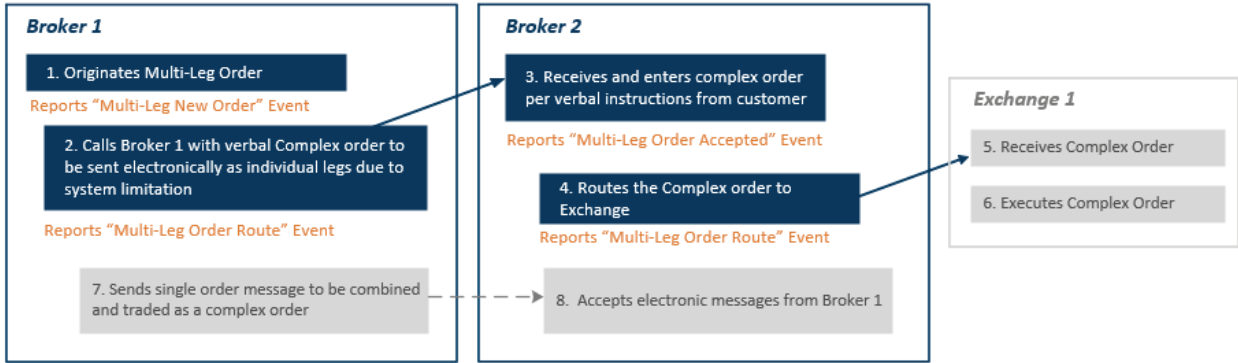 Broker 1
1. Originates Multi-Leg Order
Reports “Multi-Leg New Order” Event
2. Calls Broker 1 with verbal Complex order to
be sent electronically as individual legs due to
system limitation
Reports “Multi-Leg Order Route” Event
7. Sends single order message to be combined
and traded as a complex order
Broker 2
3. Receives and enters complex order
per verbal instructions from customer
Reports “Multi-Leg Order Accepted” Event
4. Routes the Complex order to
Exchange
Reports “Multi-Leg Order Route” Event
8. Accepts electronic messages from Broker 1
Exchange 1
5. Receives Complex Order
6. Executes Complex Order